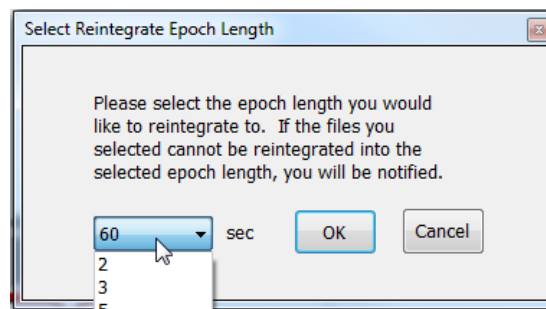 Select Reintegrate Epoch Length
Please select the epoch length you would
like to reintegrate to.  If the files you
selected cannot be reintegrated into the
selected epoch length, you will be notified.
60 sec OK Cancel
2
3
5